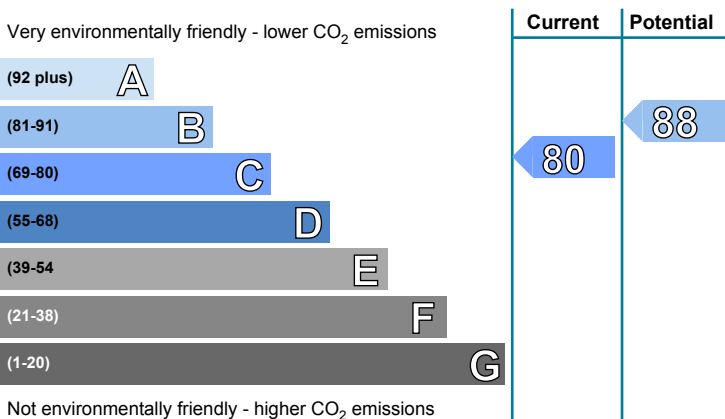 Current Potential
Very environmentally friendly - lower CO2 emissions
(92 plus) A
(81-91) B
88
(69-80) C
80
(55-68) D
(39-54 E
(21-38) F
(1-20) G
Not environmentally friendly - higher CO2 emissions